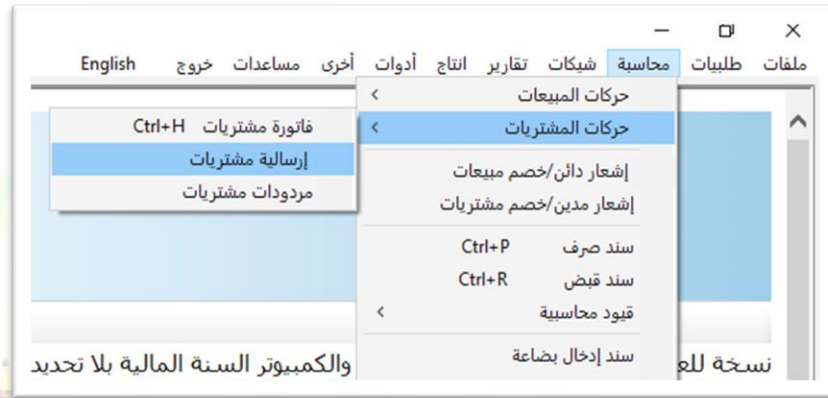 ملفات طلبيات محاسبة شيكات تقارير انتاج أدوات أخرى مساعدات خروج English
حركات المبيعات
حركات المشتريات
فاتورة مشتريات Ctrl+H
إرسالية مشتريات
مردودات مشتريات
إشعار دائن/خصم مبيعات
إشعار مدين/خصم مشتريات
سند صرف Ctrl+P
سند قبض Ctrl+R
قيود محاسبية
سند إدخال بضاعة
نسخة والكمبيوتر السنة المالية بلا تحديد